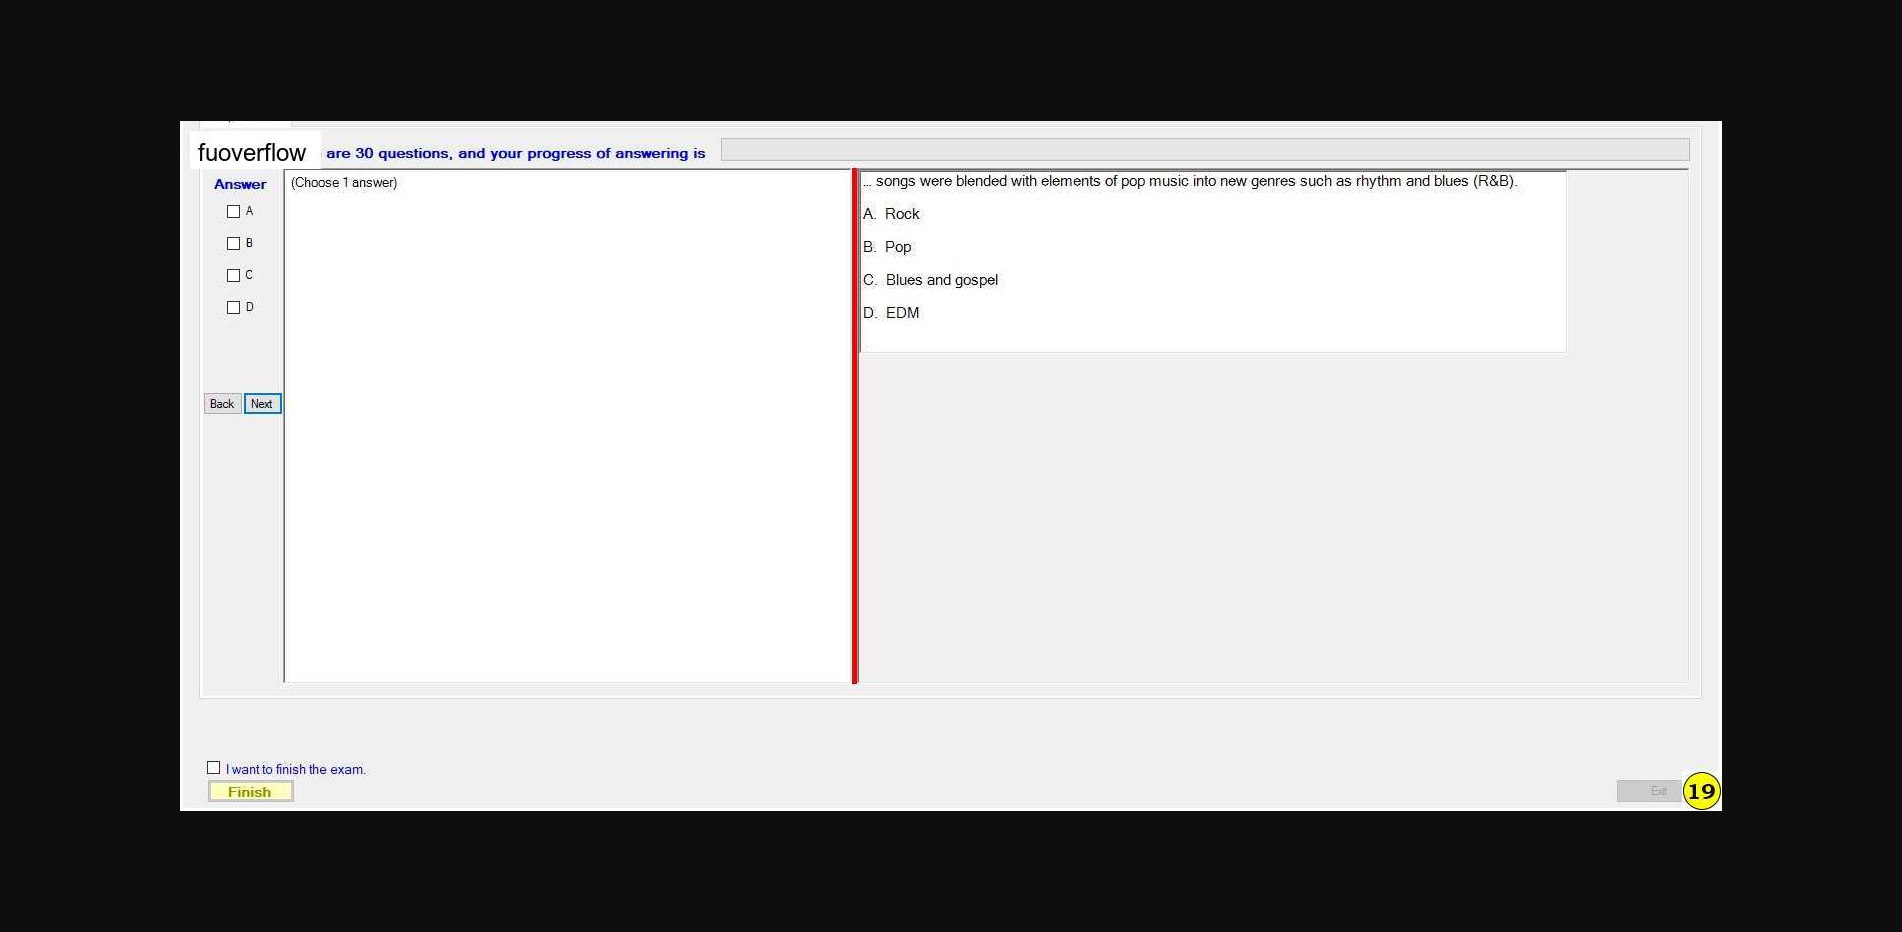 fuoverflow are 30 questions, and your progress of answering is
Answer
A
B
C
D
Back Next
(Choose 1 answer)
... songs were blended with elements of pop music into new genres such as rhythm and blues (R&B).
A. Rock
B. Pop
C. Blues and gospel
D. EDM
I want to finish the exam.
Finish
Exit
19